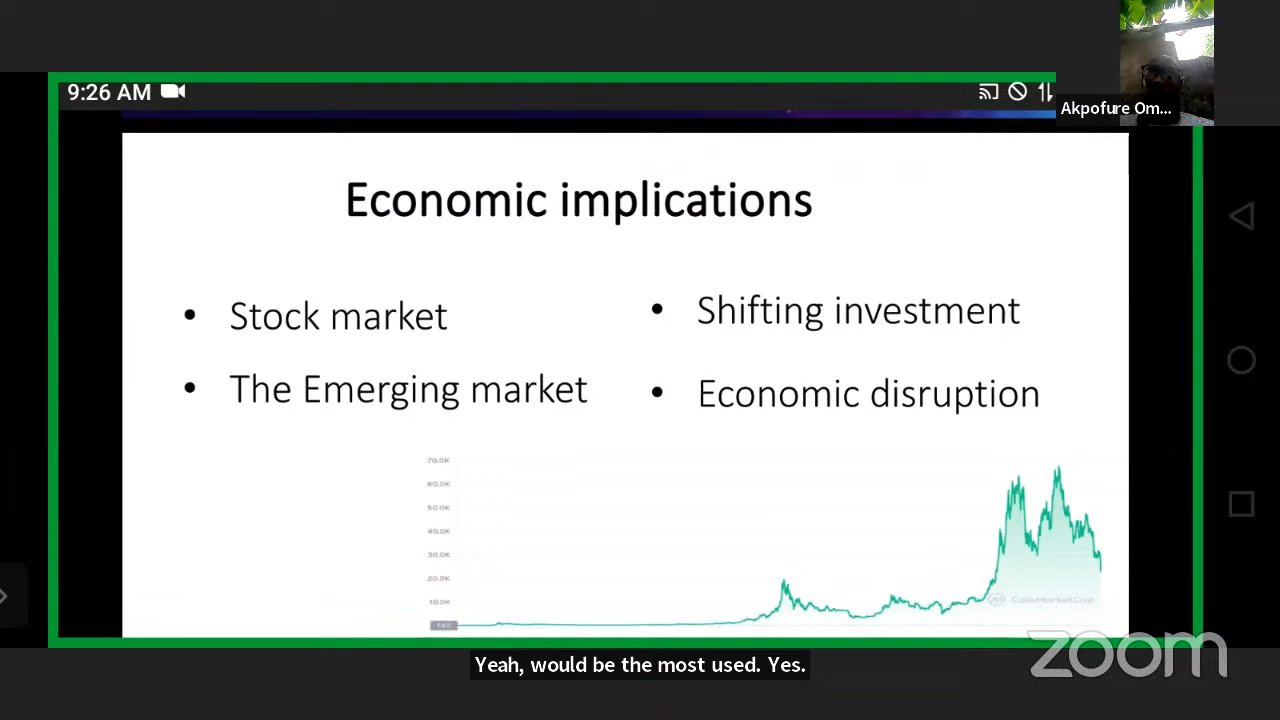 9:26 AM
Akpofure Om...
Economic implications
• Stock market
• The Emerging market
• Shifting investment
• Economic disruption
70.0K
60.0K
50.0K
40.0K
30.0K
20.0K
10.0K
CoinMarketCap
zoom
Yeah, would be the most used. Yes.